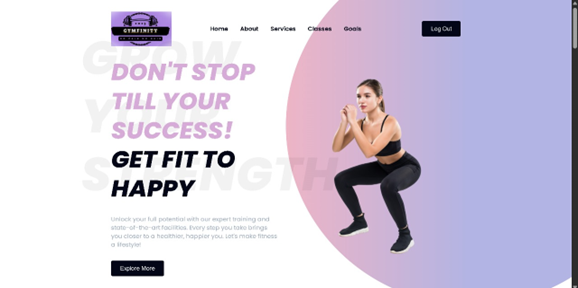 GYMFINITY
Home About Services Classes Goals
Log Out
GROW
YOUR
STRENGTH
DON'T STOP
TILL YOUR
SUCCESS!
GET FIT TO
HAPPY
Unlock your full potential with our expert training and
state-of-the-art facilities. Every step you take brings
you closer to a healthier, happier you. Let's make fitness
a lifestyle!
Explore More